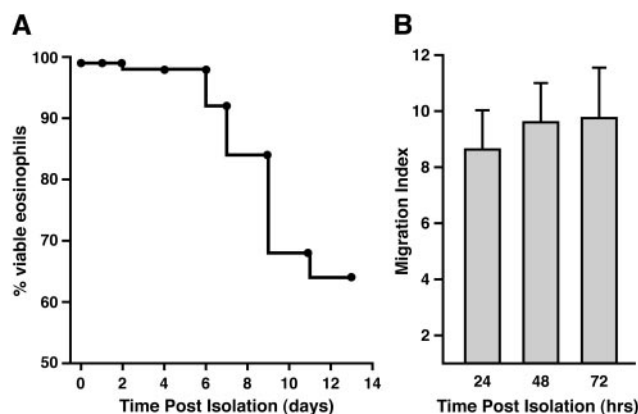 A
% viable eosinophils
100
90
80
70
60
50
0 2 4 6 8 10 12 14
Time Post Isolation (days)
B
Migration Index
12
10
8
6
4
2
24 48 72
Time Post Isolation (hrs)